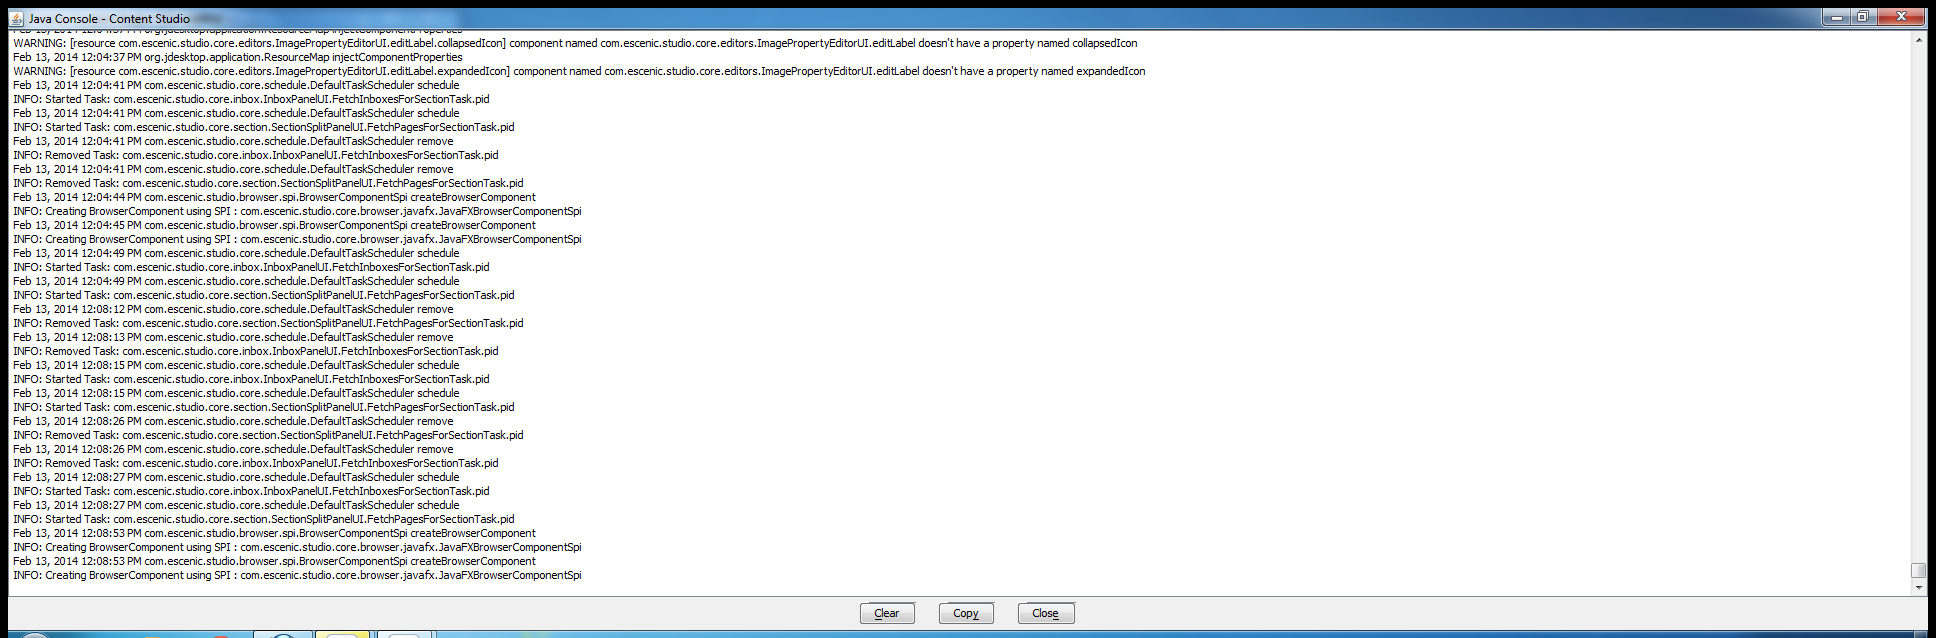 Java Console - Content Studio
Feb 13, 2014 12:04:37 PM org.jdesktop.application.ResourceMap injectComponentProperties
WARNING: [resource com.escenic.studio.core.editors.ImagePropertyEditorUI.editLabel.collapsedIcon] component named com.escenic.studio.core.editors.ImagePropertyEditorUI.editLabel doesn't have a property named collapsedIcon
Feb 13, 2014 12:04:37 PM org.jdesktop.application.ResourceMap injectComponentProperties
WARNING: [resource com.escenic.studio.core.editors.ImagePropertyEditorUI.editLabel.expandedIcon] component named com.escenic.studio.core.editors.ImagePropertyEditorUI.editLabel doesn't have a property named expandedIcon
Feb 13, 2014 12:04:41 PM com.escenic.studio.core.schedule.DefaultTaskScheduler schedule
INFO: Started Task: com.escenic.studio.core.inbox.InboxPanelUI.FetchInboxesForSectionTask.pid
Feb 13, 2014 12:04:41 PM com.escenic.studio.core.schedule.DefaultTaskScheduler schedule
INFO: Started Task: com.escenic.studio.core.section.SectionSplitPanelUI.FetchPagesForSectionTask.pid
Feb 13, 2014 12:04:41 PM com.escenic.studio.core.schedule.DefaultTaskScheduler remove
INFO: Removed Task: com.escenic.studio.core.inbox.InboxPanelUI.FetchInboxesForSectionTask.pid
Feb 13, 2014 12:04:41 PM com.escenic.studio.core.schedule.DefaultTaskScheduler remove
INFO: Removed Task: com.escenic.studio.core.section.SectionSplitPanelUI.FetchPagesForSectionTask.pid
Feb 13, 2014 12:04:44 PM com.escenic.studio.browser.spi.BrowserComponentSpi createBrowserComponent
INFO: Creating BrowserComponent using SPI : com.escenic.studio.core.browser.javafx.JavaFXBrowserComponentSpi
Feb 13, 2014 12:04:45 PM com.escenic.studio.browser.spi.BrowserComponentSpi createBrowserComponent
INFO: Creating BrowserComponent using SPI : com.escenic.studio.core.browser.javafx.JavaFXBrowserComponentSpi
Feb 13, 2014 12:04:49 PM com.escenic.studio.core.schedule.DefaultTaskScheduler schedule
INFO: Started Task: com.escenic.studio.core.inbox.InboxPanelUI.FetchInboxesForSectionTask.pid
Feb 13, 2014 12:04:49 PM com.escenic.studio.core.schedule.DefaultTaskScheduler schedule
INFO: Started Task: com.escenic.studio.core.section.SectionSplitPanelUI.FetchPagesForSectionTask.pid
Feb 13, 2014 12:08:12 PM com.escenic.studio.core.schedule.DefaultTaskScheduler remove
INFO: Removed Task: com.escenic.studio.core.section.SectionSplitPanelUI.FetchPagesForSectionTask.pid
Feb 13, 2014 12:08:13 PM com.escenic.studio.core.schedule.DefaultTaskScheduler remove
INFO: Removed Task: com.escenic.studio.core.inbox.InboxPanelUI.FetchInboxesForSectionTask.pid
Feb 13, 2014 12:08:15 PM com.escenic.studio.core.schedule.DefaultTaskScheduler schedule
INFO: Started Task: com.escenic.studio.core.inbox.InboxPanelUI.FetchInboxesForSectionTask.pid
Feb 13, 2014 12:08:15 PM com.escenic.studio.core.schedule.DefaultTaskScheduler schedule
INFO: Started Task: com.escenic.studio.core.section.SectionSplitPanelUI.FetchPagesForSectionTask.pid
Feb 13, 2014 12:08:26 PM com.escenic.studio.core.schedule.DefaultTaskScheduler remove
INFO: Removed Task: com.escenic.studio.core.section.SectionSplitPanelUI.FetchPagesForSectionTask.pid
Feb 13, 2014 12:08:26 PM com.escenic.studio.core.schedule.DefaultTaskScheduler remove
INFO: Removed Task: com.escenic.studio.core.inbox.InboxPanelUI.FetchInboxesForSectionTask.pid
Feb 13, 2014 12:08:27 PM com.escenic.studio.core.schedule.DefaultTaskScheduler schedule
INFO: Started Task: com.escenic.studio.core.inbox.InboxPanelUI.FetchInboxesForSectionTask.pid
Feb 13, 2014 12:08:27 PM com.escenic.studio.core.schedule.DefaultTaskScheduler schedule
INFO: Started Task: com.escenic.studio.core.section.SectionSplitPanelUI.FetchPagesForSectionTask.pid
Feb 13, 2014 12:08:53 PM com.escenic.studio.browser.spi.BrowserComponentSpi createBrowserComponent
INFO: Creating BrowserComponent using SPI : com.escenic.studio.core.browser.javafx.JavaFXBrowserComponentSpi
Feb 13, 2014 12:08:53 PM com.escenic.studio.browser.spi.BrowserComponentSpi createBrowserComponent
INFO: Creating BrowserComponent using SPI : com.escenic.studio.core.browser.javafx.JavaFXBrowserComponentSpi
Clear Copy Close